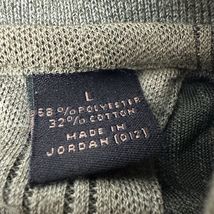 L
68% POLYESTER
32% COTTON
MADE IN
JORDAN (012)